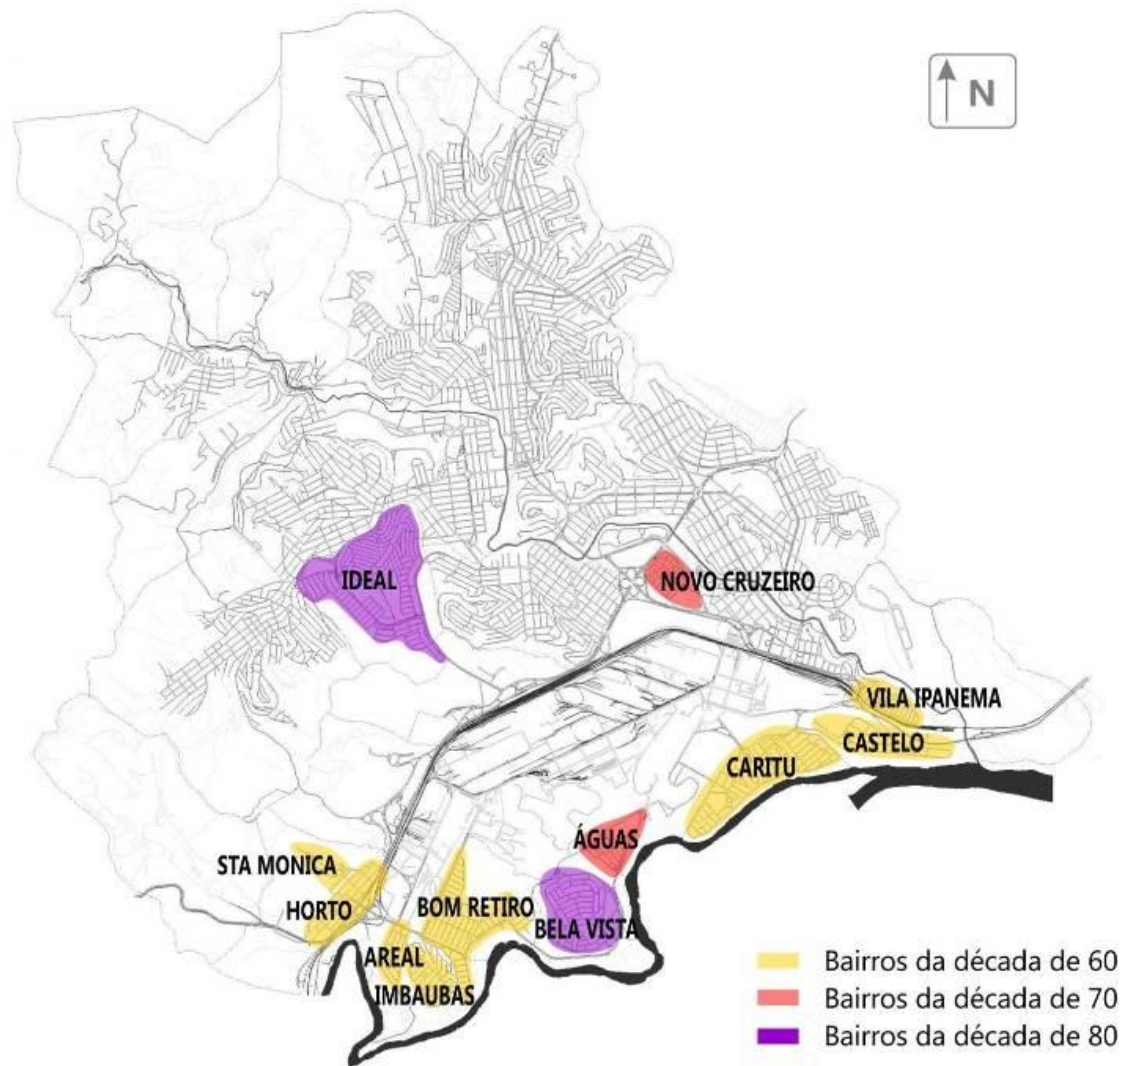 N
IDEAL
NOVO CRUZEIRO
VILA IPANEMA
CASTELO
CARITU
ÁGUAS
STA MONICA
HORTO
BOM RETIRO
BELA VISTA
AREAL
IMBAUBAS
Bairros da década de 60
Bairros da década de 70
Bairros da década de 80